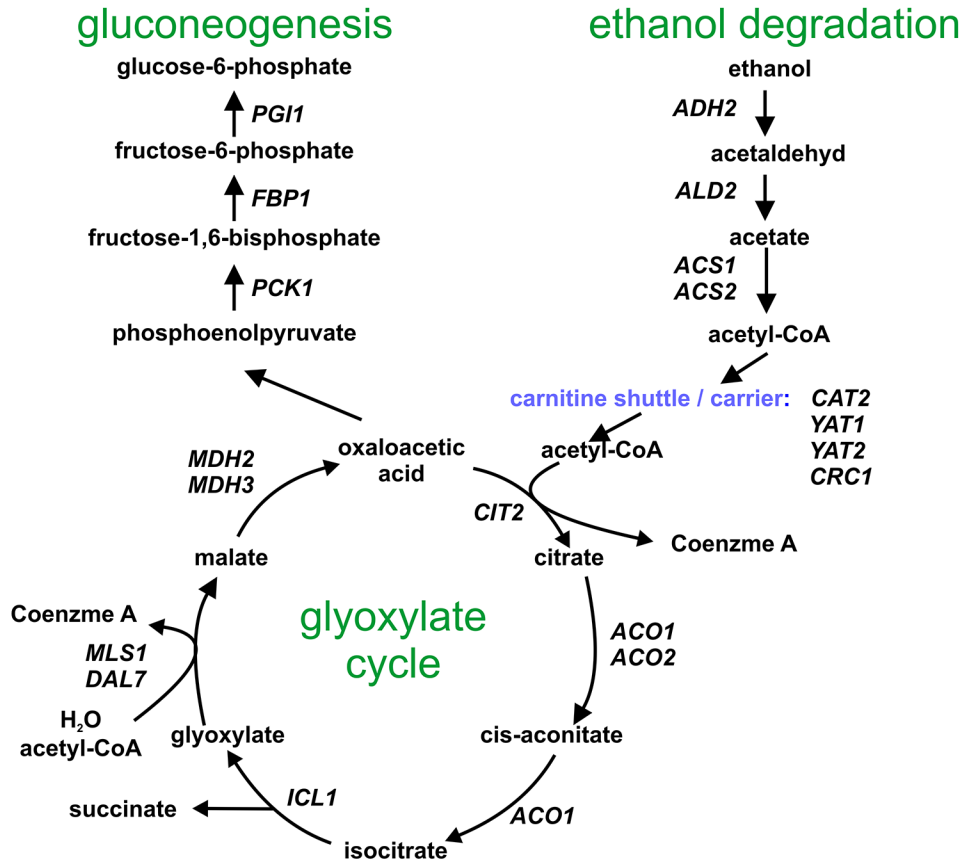 gluconeogenesis
glucose-6-phosphate
PGI1
fructose-6-phosphate
FBP1
fructose-1,6-bisphosphate
PCK1
phosphoenolpyruvate
ethanol degradation
ethanol
ADH2
acetaldehyd
ALD2
acetate
ACS1
ACS2
acetyl-CoA
carnitine shuttle / carrier:
CAT2
YAT1
YAT2
CRC1
acetyl-CoA
oxaloacetic
acid
MDH2
MDH3
CIT2
malate
citrate
Coenzme A
Coenzme A
glyoxylate
cycle
MLS1
DAL7
ACO1
ACO2
H₂O
acetyl-CoA
glyoxylate
cis-aconitate
succinate
ICL1
ACO1
isocitrate